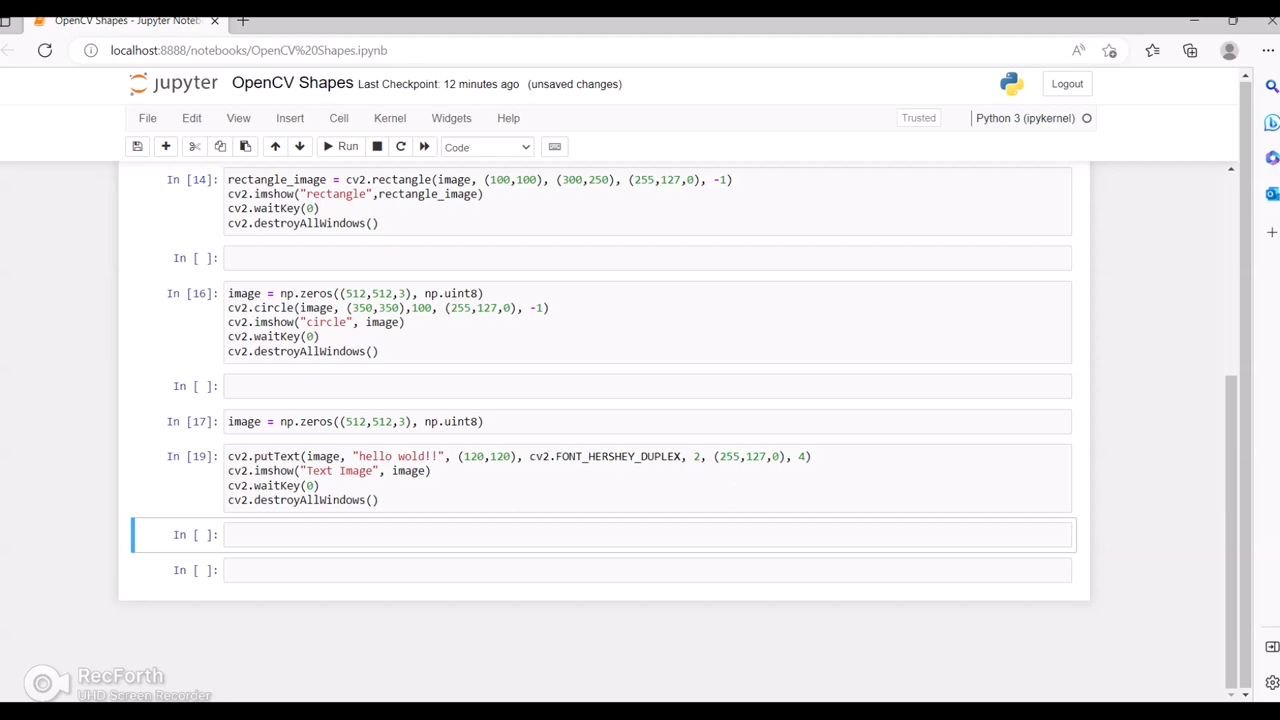 OpenCV Shapes - Jupyter Noteb
localhost:8888/notebooks/OpenCV%20Shapes.ipynb
jupyter OpenCV Shapes Last Checkpoint: 12 minutes ago (unsaved changes)
Logout
File Edit View Insert Cell Kernel Widgets Help
Trusted
Python 3 (ipykernel)
Run
Code
In [14]: rectangle_image = cv2.rectangle(image, (100,100), (300,250), (255,127,0), -1)
cv2.imshow("rectangle",rectangle_image)
cv2.waitKey(0)
cv2.destroyAllWindows()
In [ ]:
In [16]: image = np.zeros((512,512,3), np.uint8)
cv2.circle(image, (350,350),100, (255,127,0), -1)
cv2.imshow("circle", image)
cv2.waitKey(0)
cv2.destroyAllWindows()
In [ ]:
In [17]: image = np.zeros((512,512,3), np.uint8)
In [19]: cv2.putText(image, "hello wold!!", (120,120), cv2.FONT_HERSHEY_DUPLEX, 2, (255,127,0), 4)
cv2.imshow("Text Image", image)
cv2.waitKey(0)
cv2.destroyAllWindows()
In [ ]:
In [ ]:
RecForth
UHD Screen Recorder